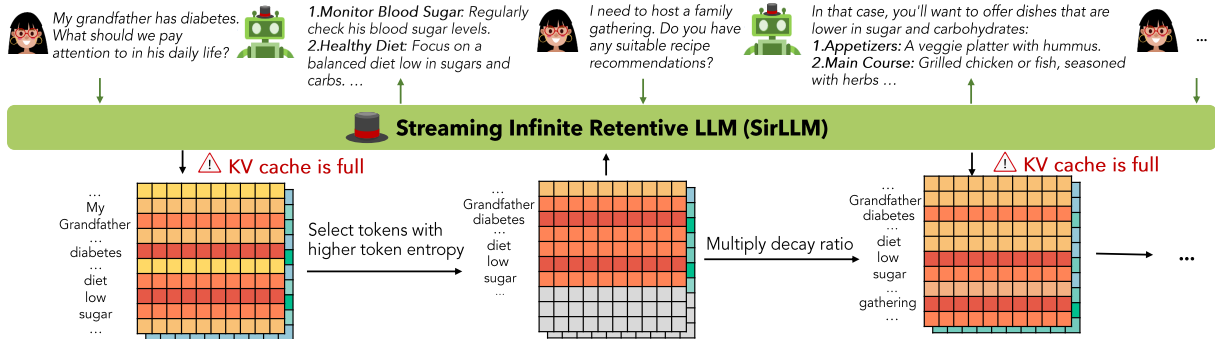 My grandfather has diabetes.
What should we pay
attention to in his daily life?
1.Monitor Blood Sugar: Regularly
check his blood sugar levels.
2.Healthy Diet: Focus on a
balanced diet low in sugars and
carbs. …
I need to host a family
gathering. Do you have
any suitable recipe
recommendations?
In that case, you'll want to offer dishes that are
lower in sugar and carbohydrates:
1.Appetizers: A veggie platter with hummus.
2.Main Course: Grilled chicken or fish, seasoned
with herbs …
...
Streaming Infinite Retentive LLM (SirLLM)
! KV cache is full
! KV cache is full
…
My
Grandfather
…
diabetes
…
diet
low
sugar
…
Select tokens with
higher token entropy
…
Grandfather
diabetes
…
diet
low
sugar
…
Multiply decay ratio
…
Grandfather
diabetes
…
diet
low
sugar
…
gathering
…
...